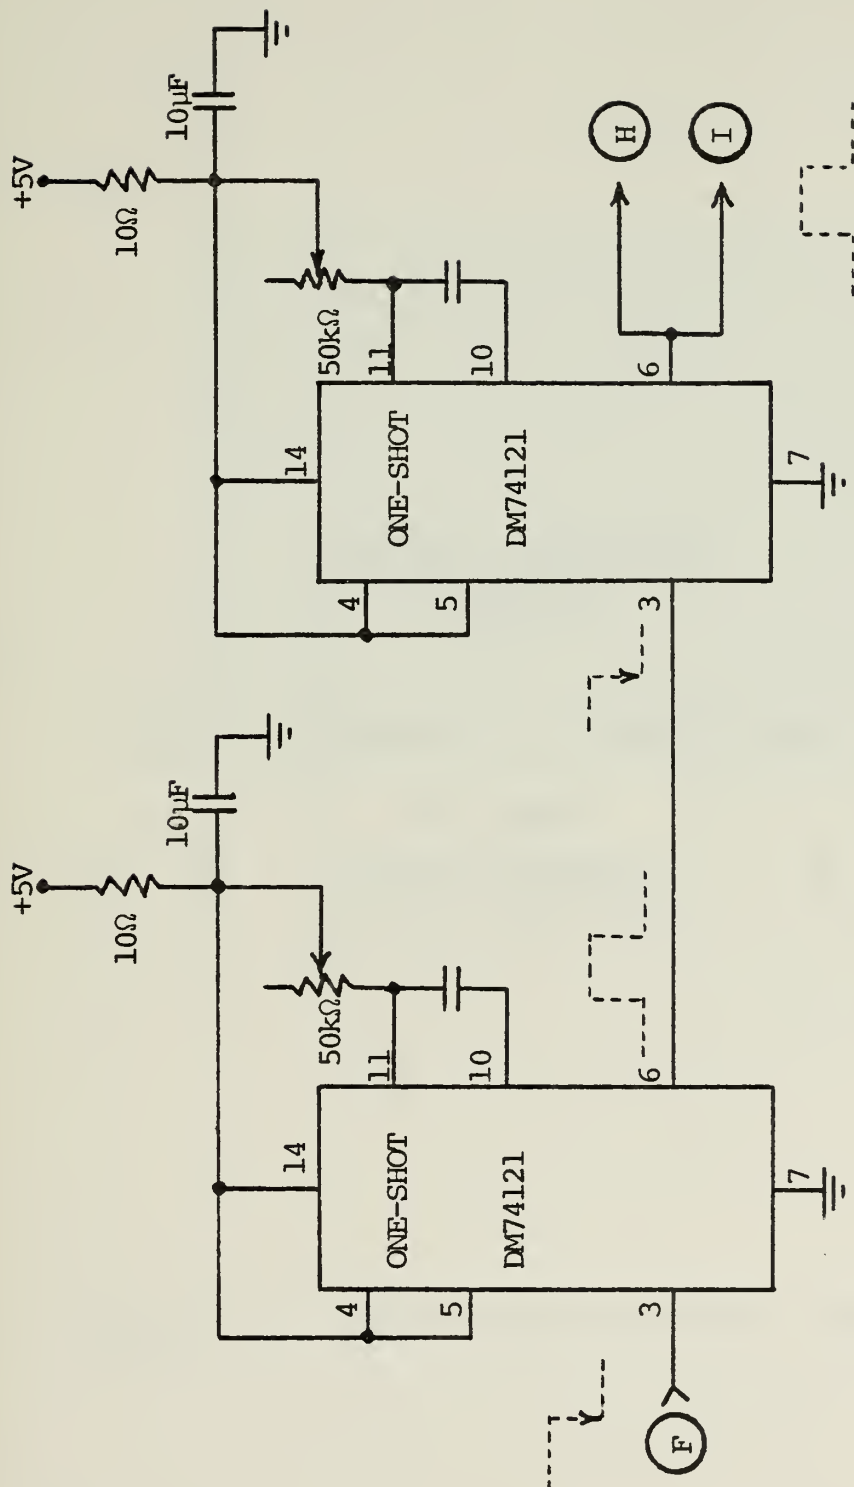 +5V
10Ω
10µF
50kΩ
14
11
10
4
5
ONE-SHOT
DM74121
3
6
7
F
+5V
10Ω
10µF
50kΩ
14
11
10
4
5
ONE-SHOT
DM74121
3
6
7
H
I